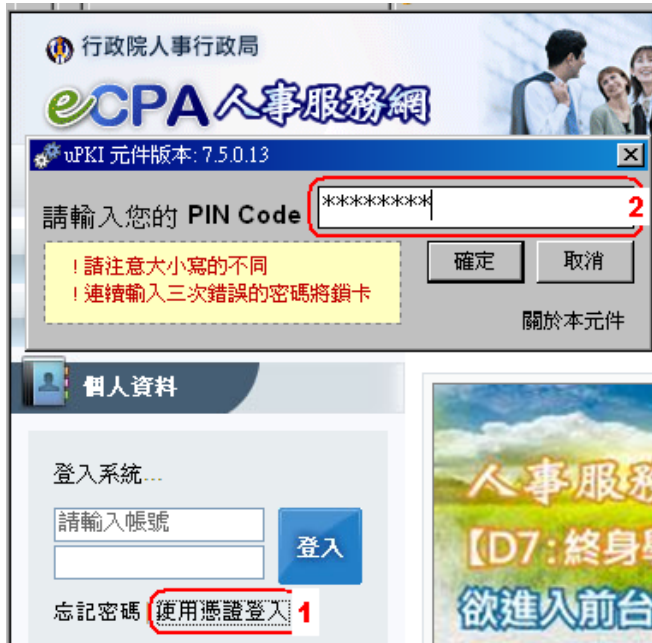 行政院人事行政局
eCPA人事服務網
uPKI 元件版本: 7.5.0.13
請輸入您的 PIN Code
********
2
!請注意大小寫的不同
!連續輸入三次錯誤的密碼將鎖卡
確定
取消
關於本元件
個人資料
登入系統...
請輸入帳號
登入
忘記密碼
使用憑證登入
1
人事服務
【D7:終身
欲進入前台